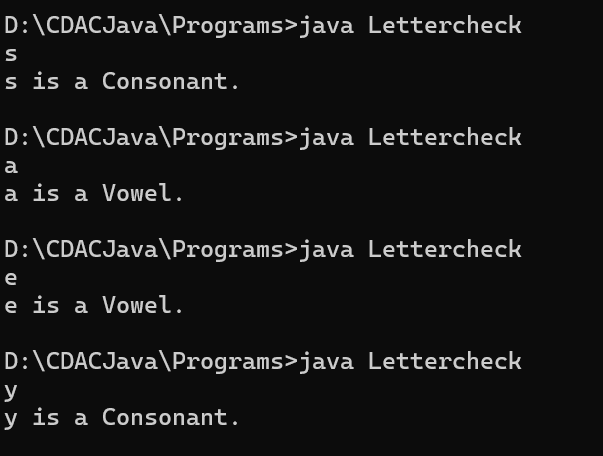 D:\CDACJava\Programs>java Lettercheck
s
s is a Consonant.
D:\CDACJava\Programs>java Lettercheck
a
a is a Vowel.
D:\CDACJava\Programs>java Lettercheck
e
e is a Vowel.
D:\CDACJava\Programs>java Lettercheck
y
y is a Consonant.